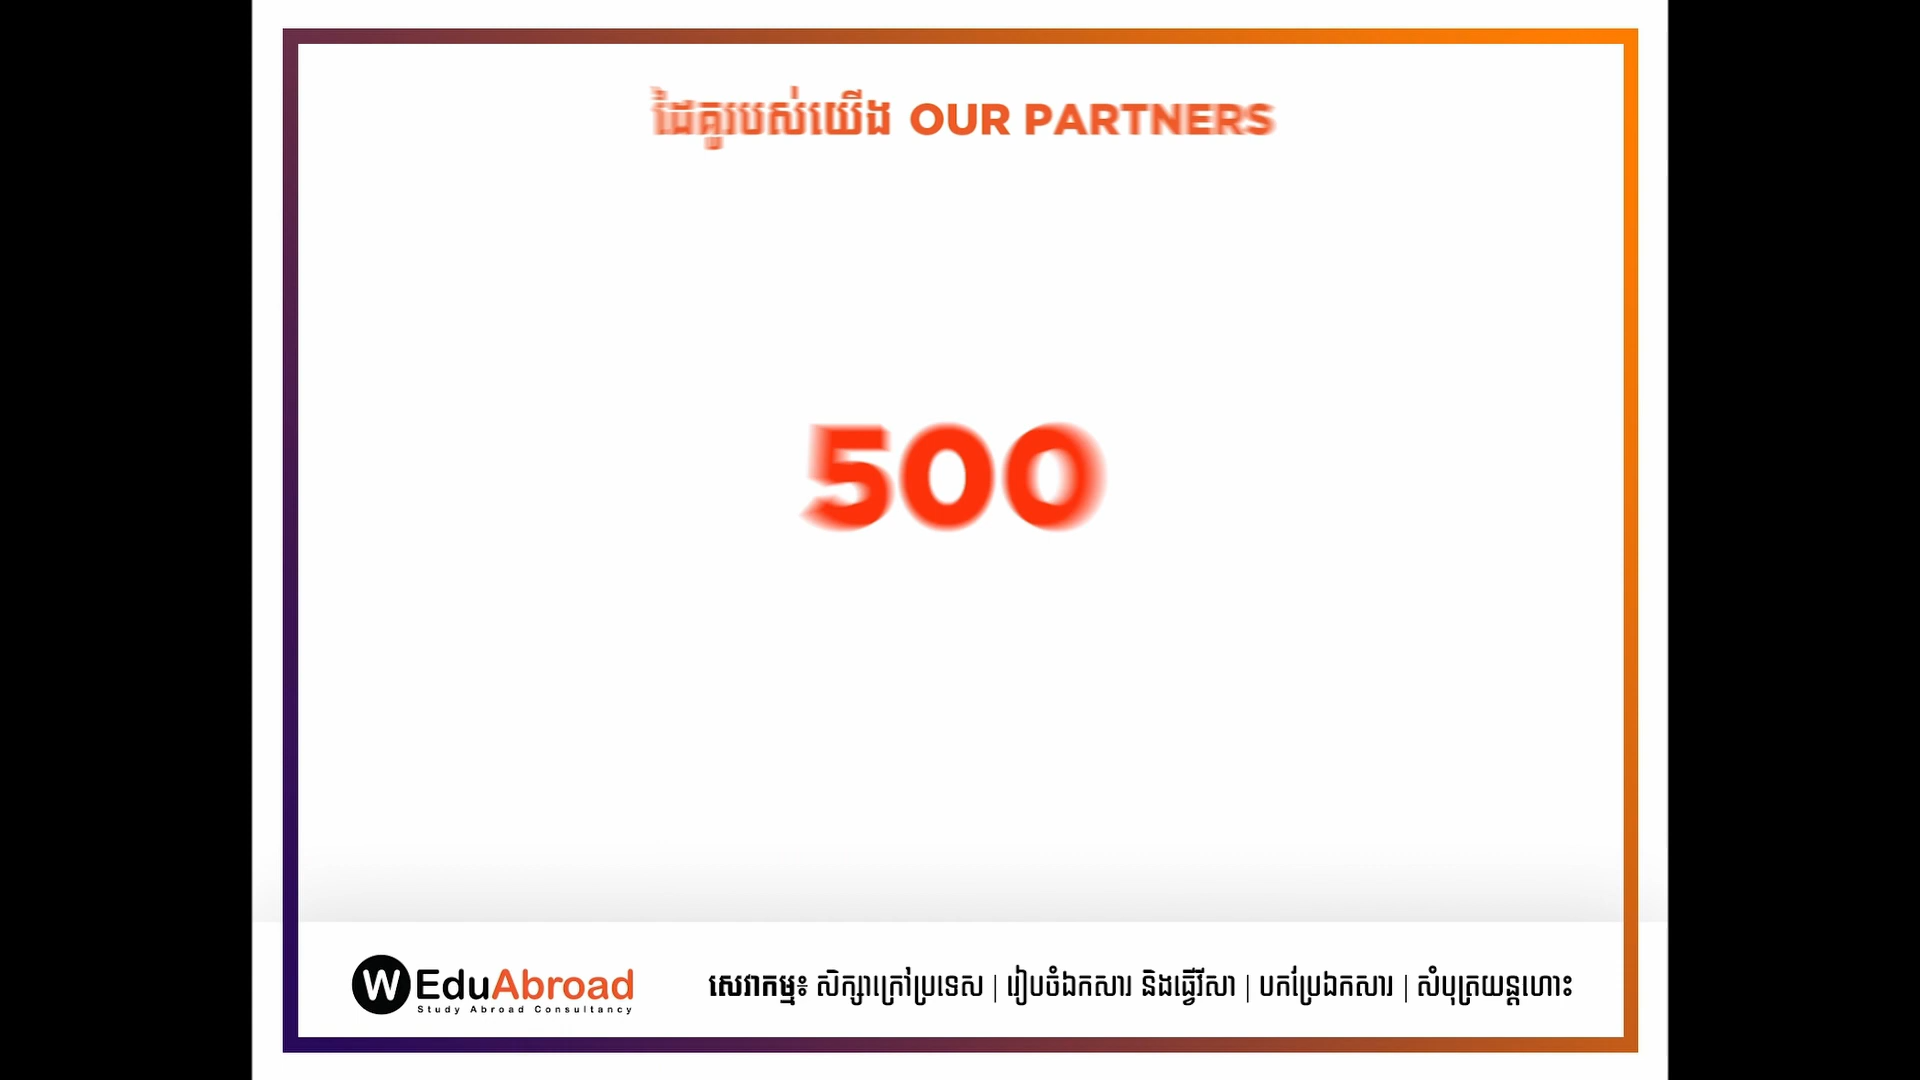 ដៃគូរបស់យើង OUR PARTNERS
500
W EduAbroad
Study Abroad Consultancy
សេវាកម្ម៖ សិក្សាក្រៅប្រទេស | រៀបចំឯកសារ និងធ្វើវីសា | បកប្រែឯកសារ | សំបុត្រយន្តហោះ